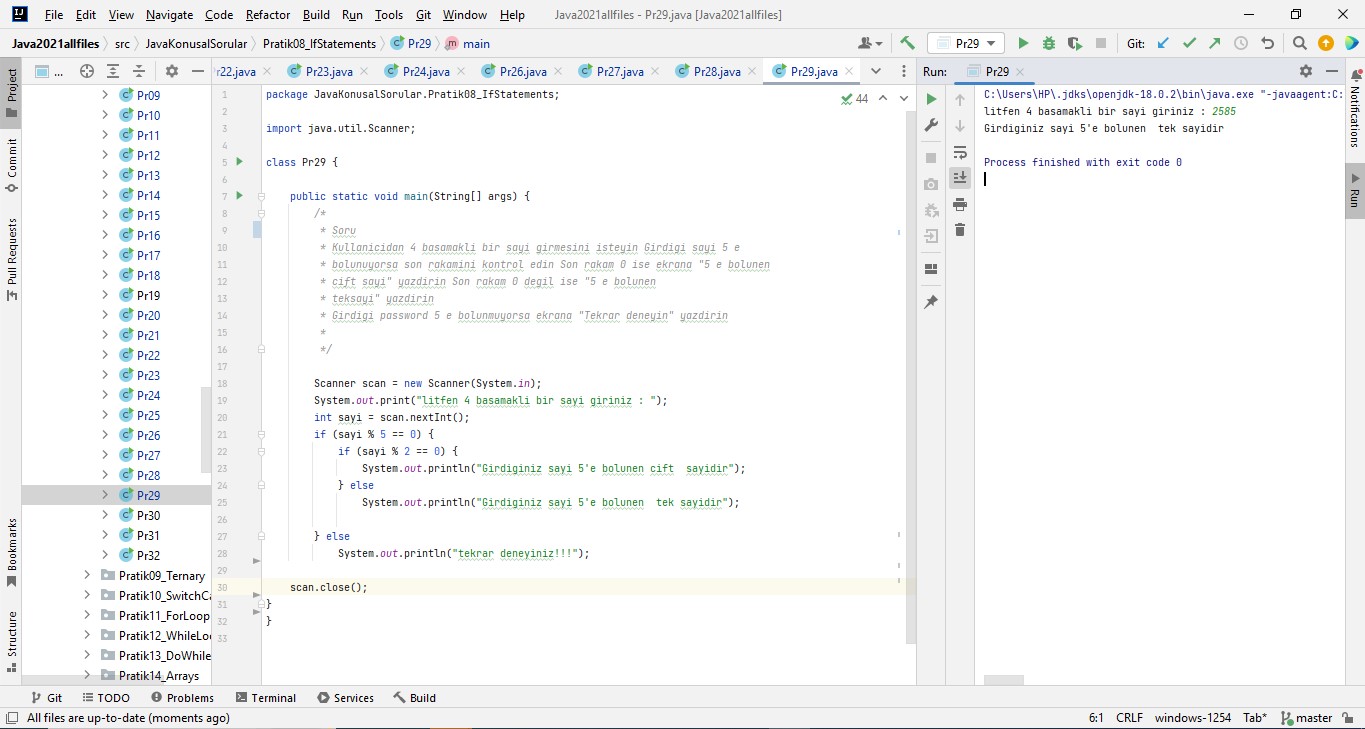 File Edit View Navigate Code Refactor Build Run Tools Git Window Help Java2021allfiles - Pr29.java [Java2021allfiles]
Java2021allfiles src JavaKonusalSorular Pratik08_IfStatements Pr29 main Pr29 Git:
... r22.java Pr23.java Pr24.java Pr26.java Pr27.java Pr28.java Pr29.java Run: Pr29
Project
Commit
Pull Requests
Bookmarks
Structure
Pr09
Pr10
Pr11
Pr12
Pr13
Pr14
Pr15
Pr16
Pr17
Pr18
Pr19
Pr20
Pr21
Pr22
Pr23
Pr24
Pr25
Pr26
Pr27
Pr28
Pr29
Pr30
Pr31
Pr32
Pratik09_Ternary
Pratik10_SwitchCa
Pratik11_ForLoop
Pratik12_WhileLo
Pratik13_DoWhile
Pratik14_Arrays
44
1 package JavaKonusalSorular.Pratik08_IfStatements;
2
3 import java.util.Scanner;
4
5 class Pr29 {
6
7 public static void main(String[] args) {
8 /*
9 * Soru
10 * Kullanicidan 4 basamakli bir sayi girmesini isteyin Girdigi sayi 5 e
11 * bolunuyorsa son rakamini kontrol edin Son rakam 0 ise ekrana "5 e bolunen
12 * cift sayi" yazdirin Son rakam 0 degil ise "5 e bolunen
13 * teksayi" yazdirin
14 * Girdigi password 5 e bolunmuyorsa ekrana "Tekrar deneyin" yazdirin
15 *
16 */
17
18 Scanner scan = new Scanner(System.in);
19 System.out.print("litfen 4 basamakli bir sayi giriniz : ");
20 int sayi = scan.nextInt();
21 if (sayi % 5 == 0) {
22 if (sayi % 2 == 0) {
23 System.out.println("Girdiginiz sayi 5'e bolunen cift  sayidir");
24 } else
25 System.out.println("Girdiginiz sayi 5'e bolunen  tek sayidir");
26
27 } else
28 System.out.println("tekrar deneyiniz!!!");
29
30 scan.close();
31 }
32 }
33
C:\Users\HP\.jdks\openjdk-18.0.2\bin\java.exe "-javaagent:C:
litfen 4 basamakli bir sayi giriniz : 2585
Girdiginiz sayi 5'e bolunen  tek sayidir
Process finished with exit code 0
Notifications
Run
Git TODO Problems Terminal Services Build
All files are up-to-date (moments ago) 6:1 CRLF windows-1254 Tab* master